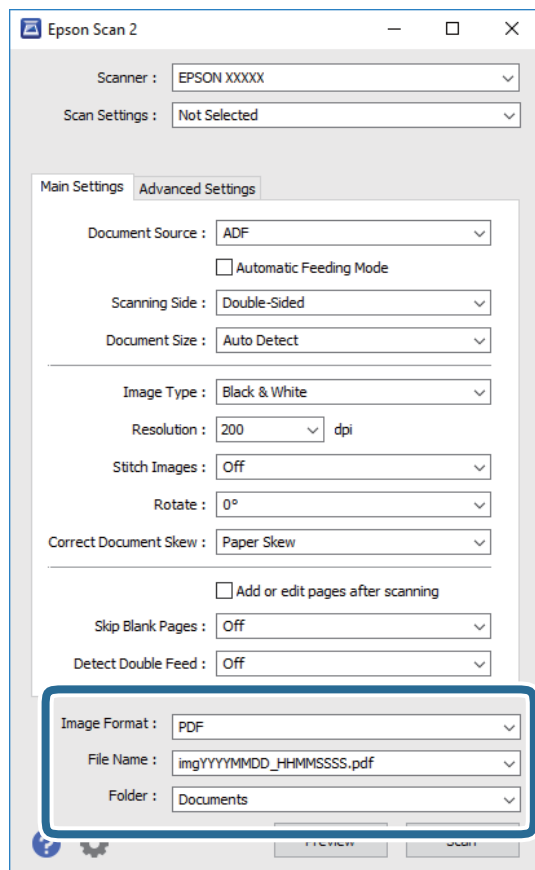 Epson Scan 2
Scanner : EPSON XXXXX
Scan Settings : Not Selected
Main Settings Advanced Settings
Document Source : ADF
Automatic Feeding Mode
Scanning Side : Double-Sided
Document Size : Auto Detect
Image Type : Black & White
Resolution : 200 dpi
Stitch Images : Off
Rotate : 0°
Correct Document Skew : Paper Skew
Add or edit pages after scanning
Skip Blank Pages : Off
Detect Double Feed : Off
Image Format : PDF
File Name : imgYYYYMMDD_HHMMSSSS.pdf
Folder : Documents
? Preview Scan